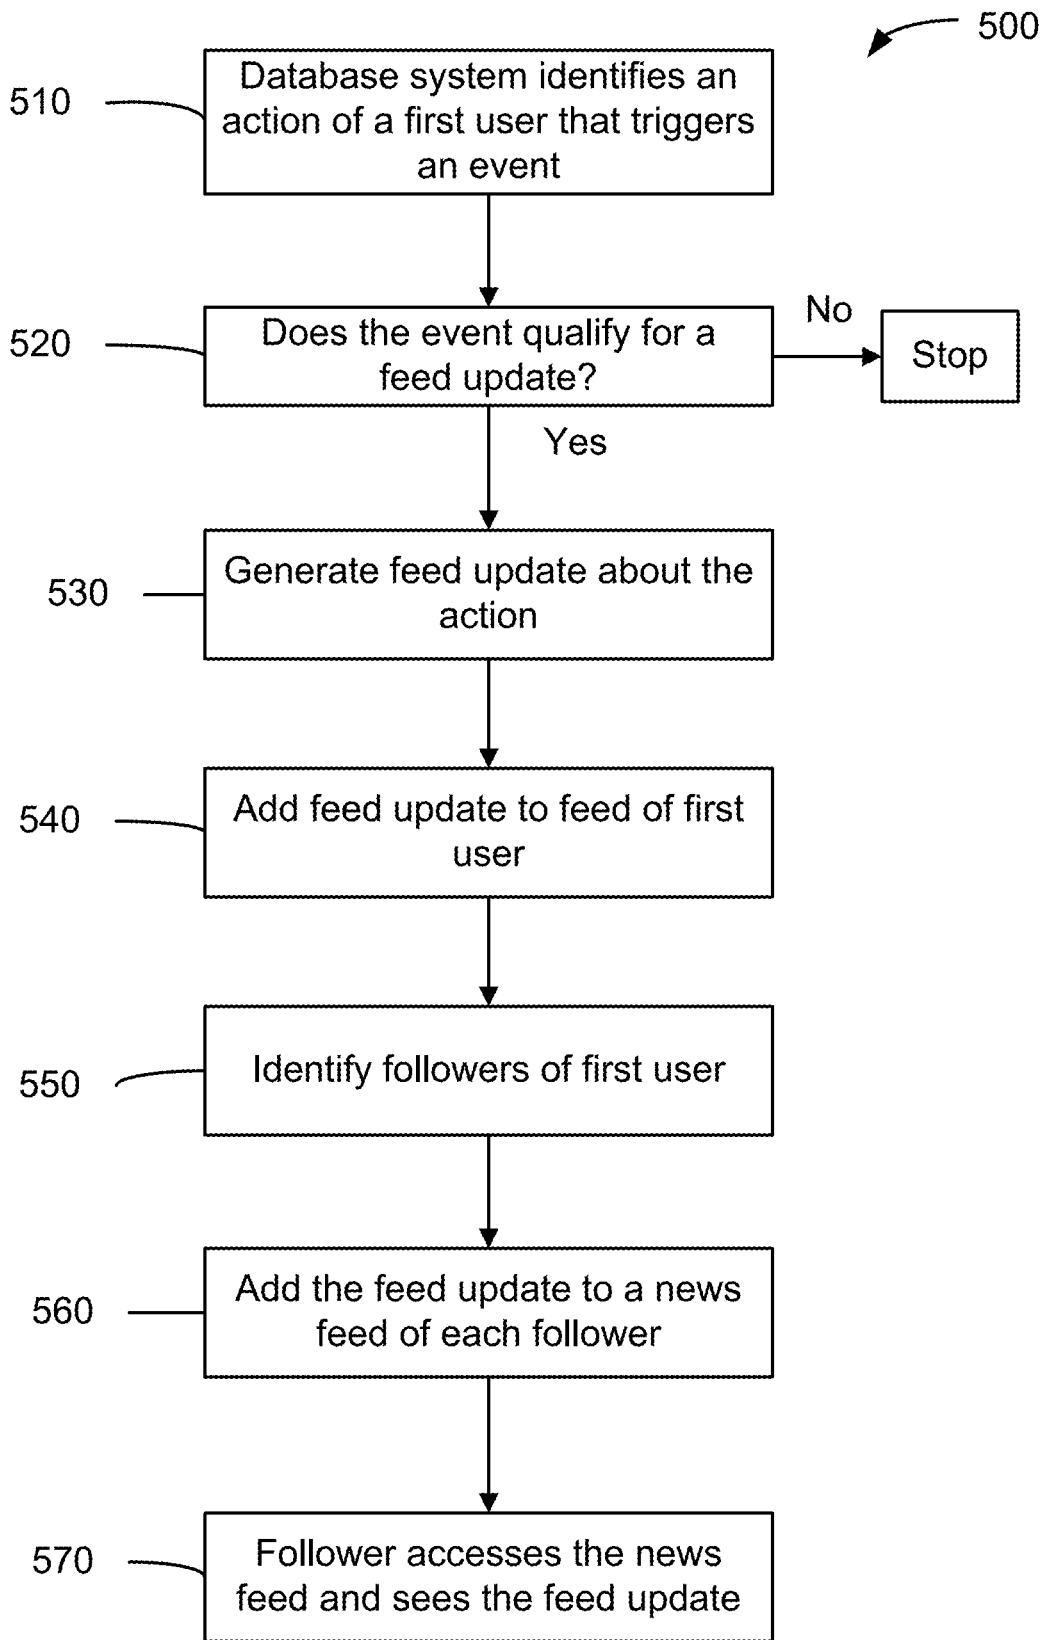 500
510
Database system identifies an
action of a first user that triggers
an event
520
Does the event qualify for a
feed update?
No
Stop
Yes
530
Generate feed update about the
action
540
Add feed update to feed of first
user
550
Identify followers of first user
560
Add the feed update to a news
feed of each follower
570
Follower accesses the news
feed and sees the feed update